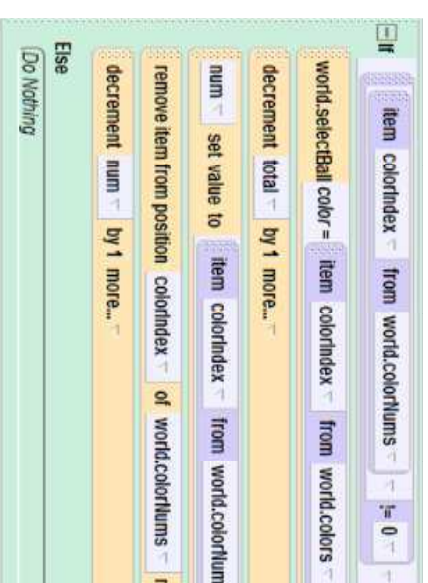 If item colorIndex from world.colorNums != 0
world.selectBall color = item colorIndex from world.colors
decrement total by 1 more...
num set value to item colorIndex from world.colorNum
remove item from position colorIndex of world.colorNums
decrement num by 1 more...
Else
(Do Nothing